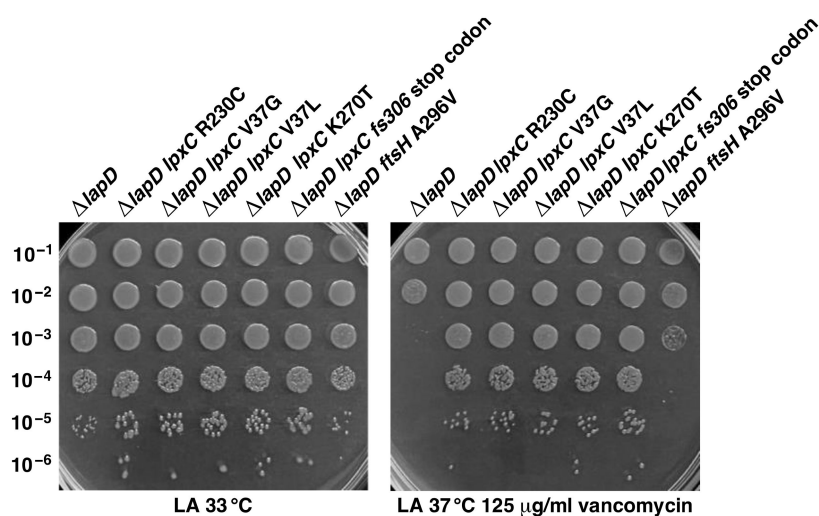 ΔlapD
ΔlapD lpxC R230C
ΔlapD lpxC V37G
ΔlapD lpxC V37L
ΔlapD lpxC K270T
ΔlapD lpxC fs306 stop codon
ΔlapD ftsH A296V
ΔlapD
ΔlapD lpxC R230C
ΔlapD lpxC V37G
ΔlapD lpxC V37L
ΔlapD lpxC K270T
ΔlapD lpxC fs306 stop codon
ΔlapD ftsH A296V
10⁻¹
10⁻²
10⁻³
10⁻⁴
10⁻⁵
10⁻⁶
LA 33 °C
LA 37 °C 125 μg/ml vancomycin